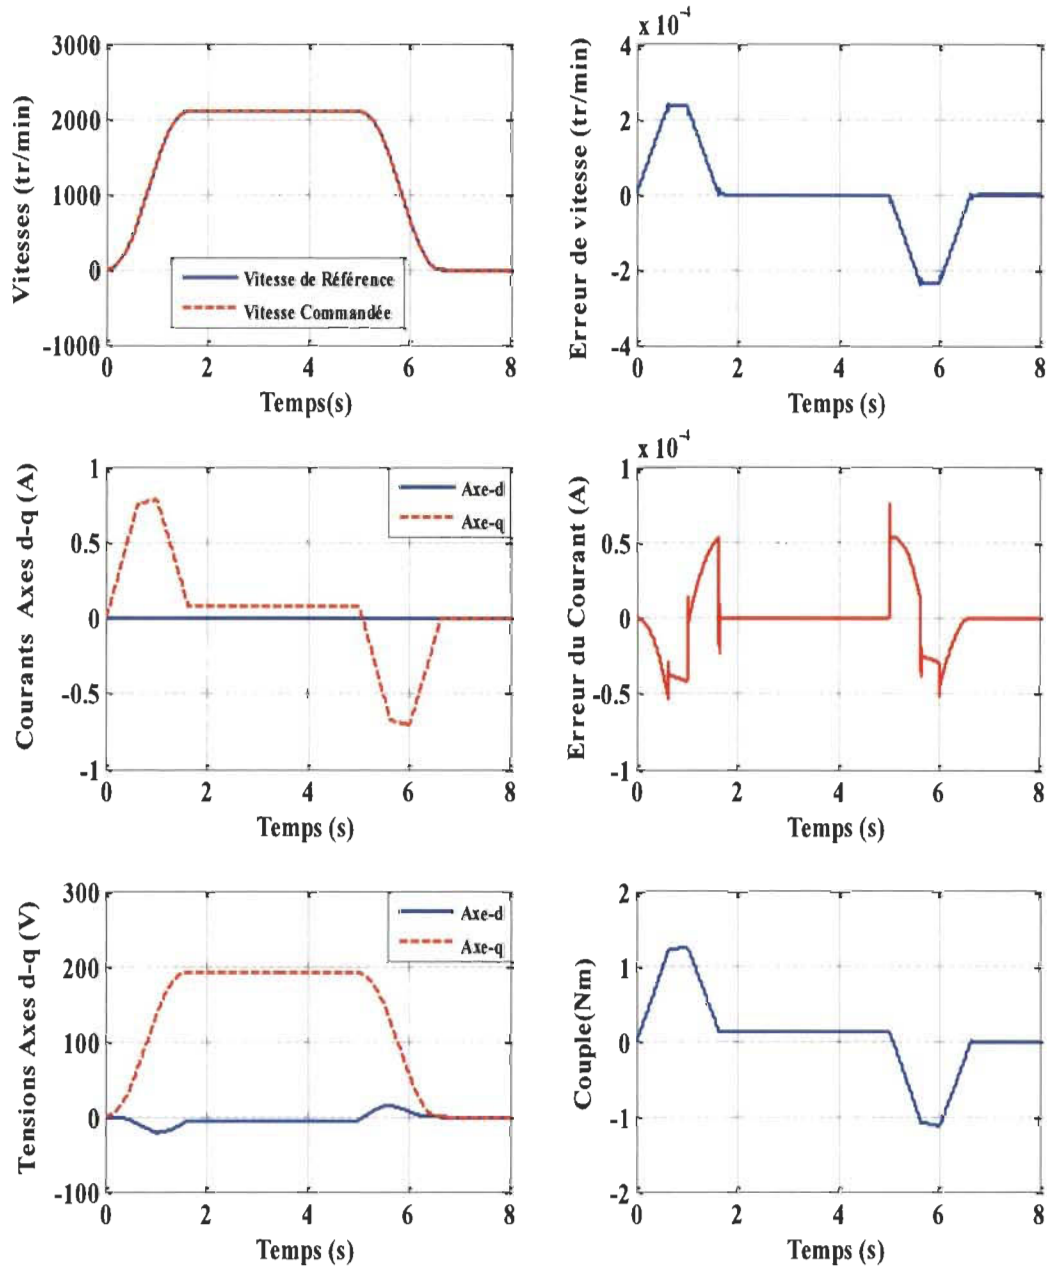 x 10⁻⁴
Vitesses (tr/min)
3000
2000
1000
0
-1000
Vitesse de Référence
Vitesse Commandée
0 2 4 6 8
Temps(s)
Erreur de vitesse (tr/min)
4
2
0
-2
-4
0 2 4 6 8
Temps (s)
Courants Axes d-q (A)
1
0.5
0
-0.5
-1
Axe-d
Axe-q
0 2 4 6 8
Temps (s)
x 10⁻⁴
Erreur du Courant (A)
1
0.5
0
-0.5
-1
0 2 4 6 8
Temps (s)
Tensions Axes d-q (V)
300
200
100
0
-100
Axe-d
Axe-q
0 2 4 6 8
Temps (s)
Couple(Nm)
2
1
0
-1
-2
0 2 4 6 8
Temps (s)